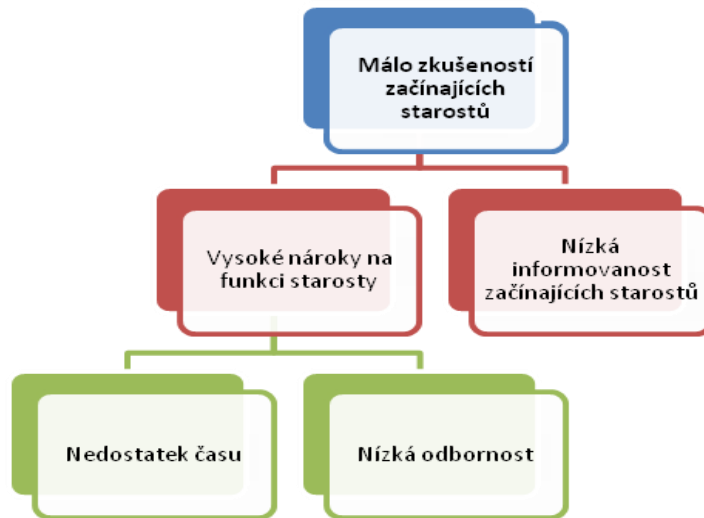 Málo zkušeností
začínajících
starostů
Vysoké nároky na
funkci starosty
Nízká
informovanost
začínajících starostů
Nedostatek času
Nízká odbornost